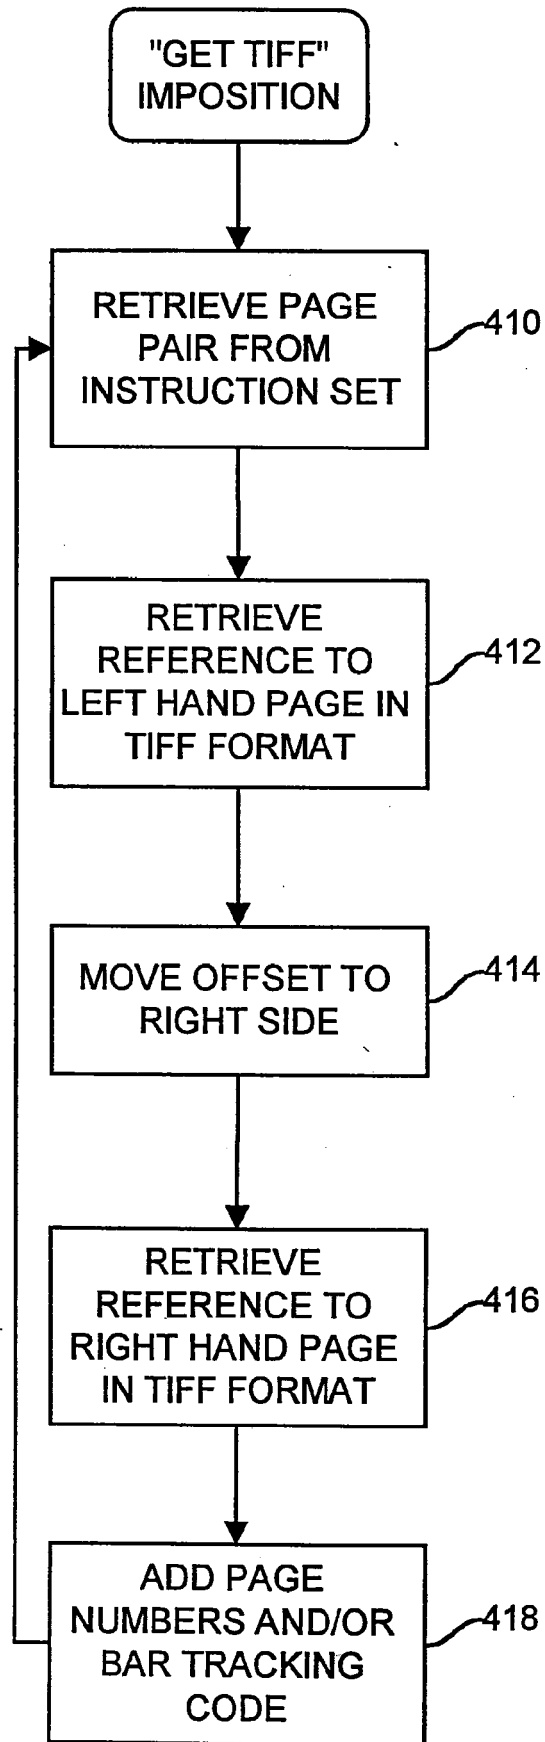 "GET TIFF"
IMPOSITION
RETRIEVE PAGE
PAIR FROM
INSTRUCTION SET
410
RETRIEVE
REFERENCE TO
LEFT HAND PAGE IN
TIFF FORMAT
412
MOVE OFFSET TO
RIGHT SIDE
414
RETRIEVE
REFERENCE TO
RIGHT HAND PAGE
IN TIFF FORMAT
416
ADD PAGE
NUMBERS AND/OR
BAR TRACKING
CODE
418